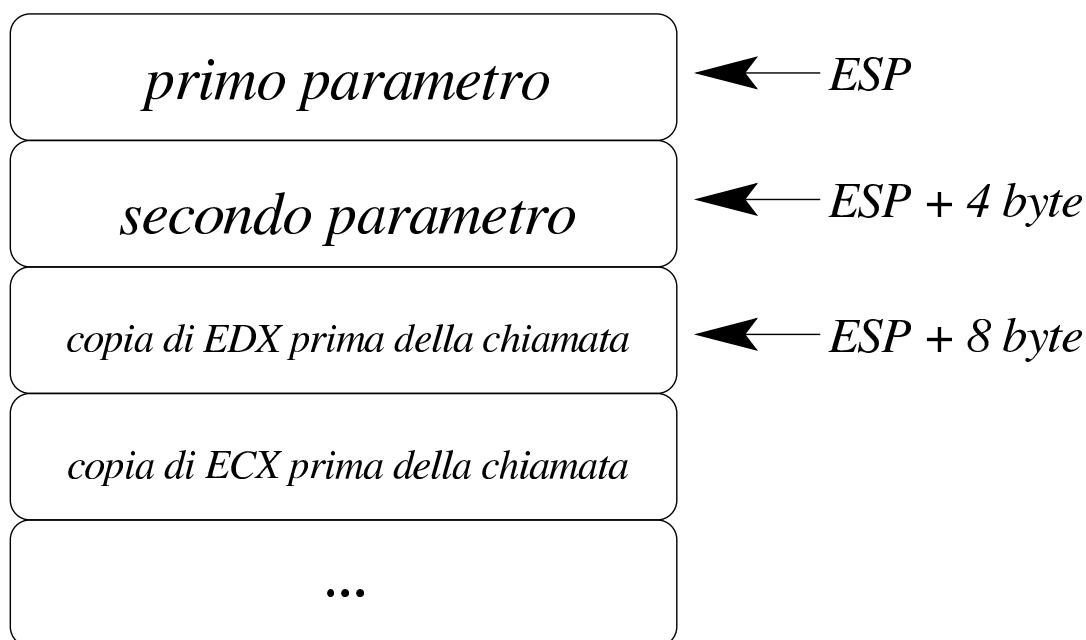 primo parametro
ESP
secondo parametro
ESP + 4 byte
copia di EDX prima della chiamata
ESP + 8 byte
copia di ECX prima della chiamata
...